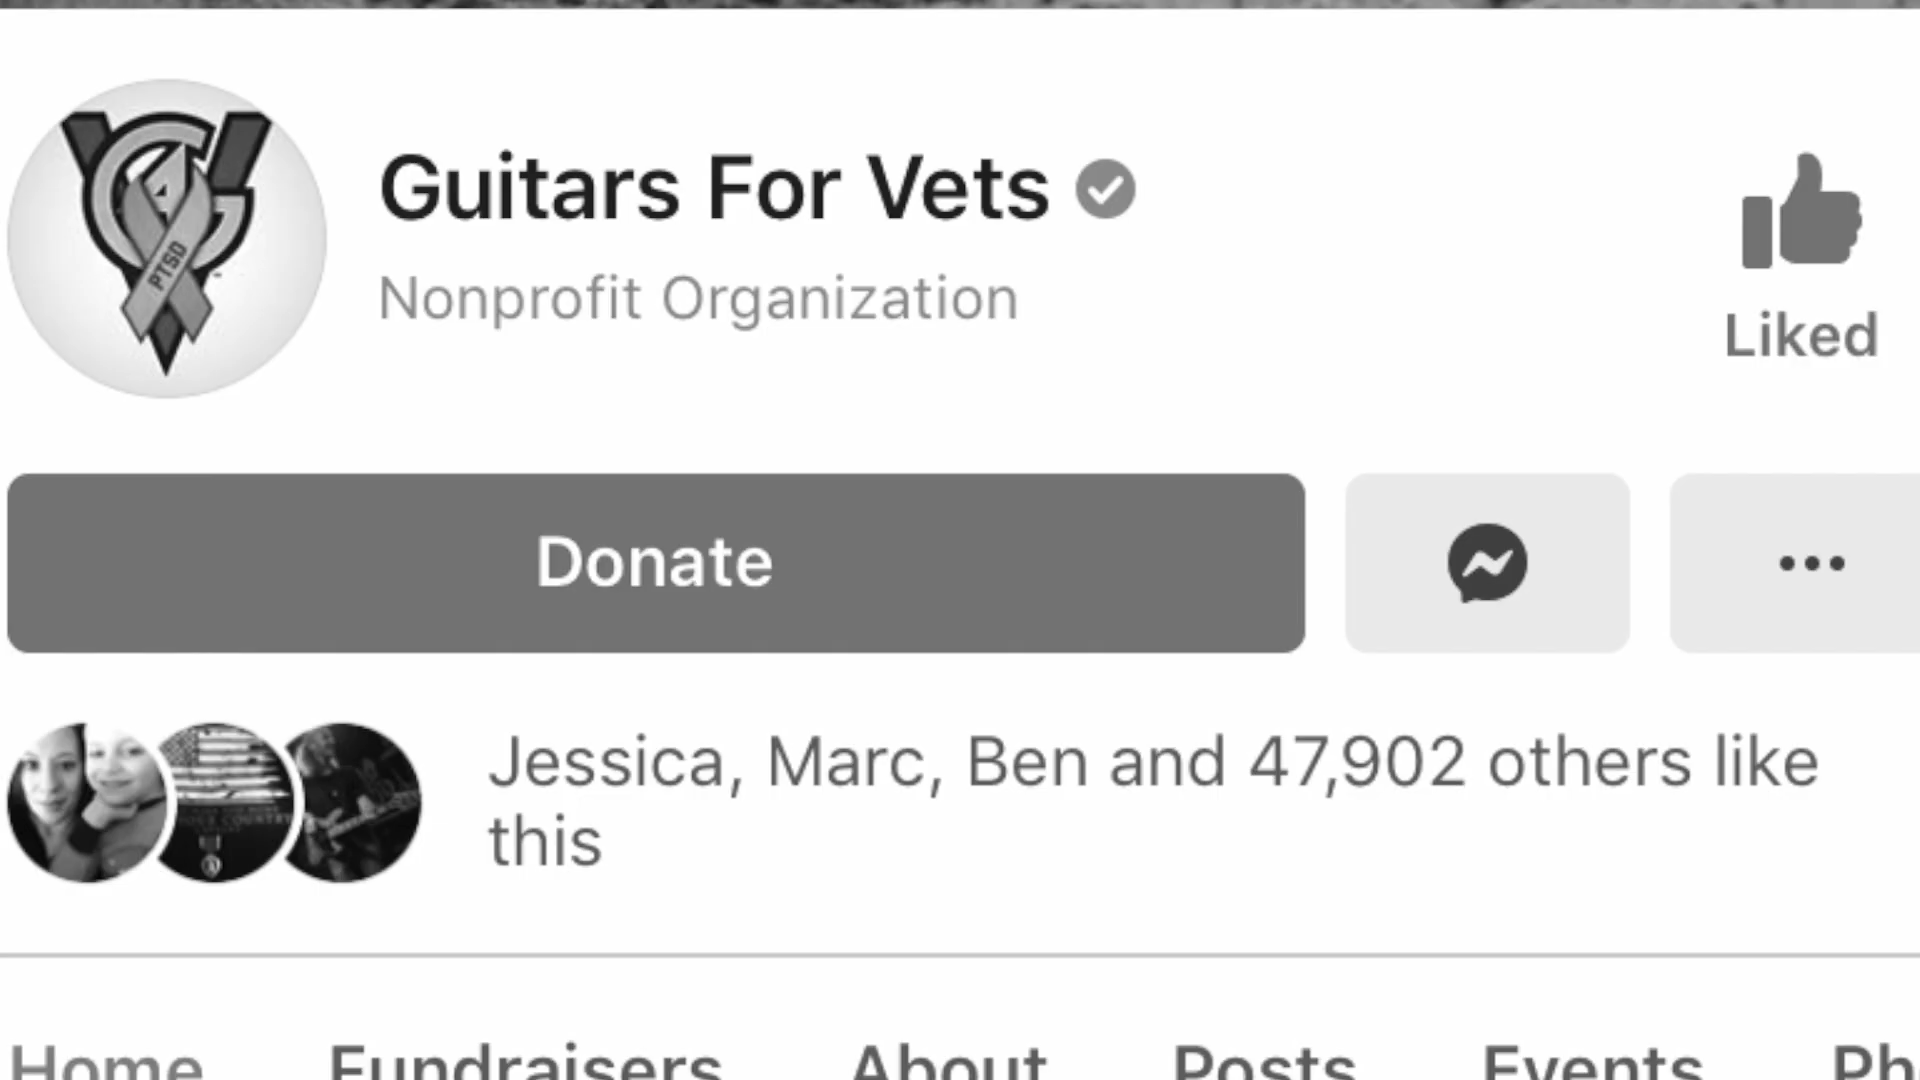 PTSD
Guitars For Vets
Nonprofit Organization
Liked
Donate
Jessica, Marc, Ben and 47,902 others like
this
Home Fundraisers About Posts Events